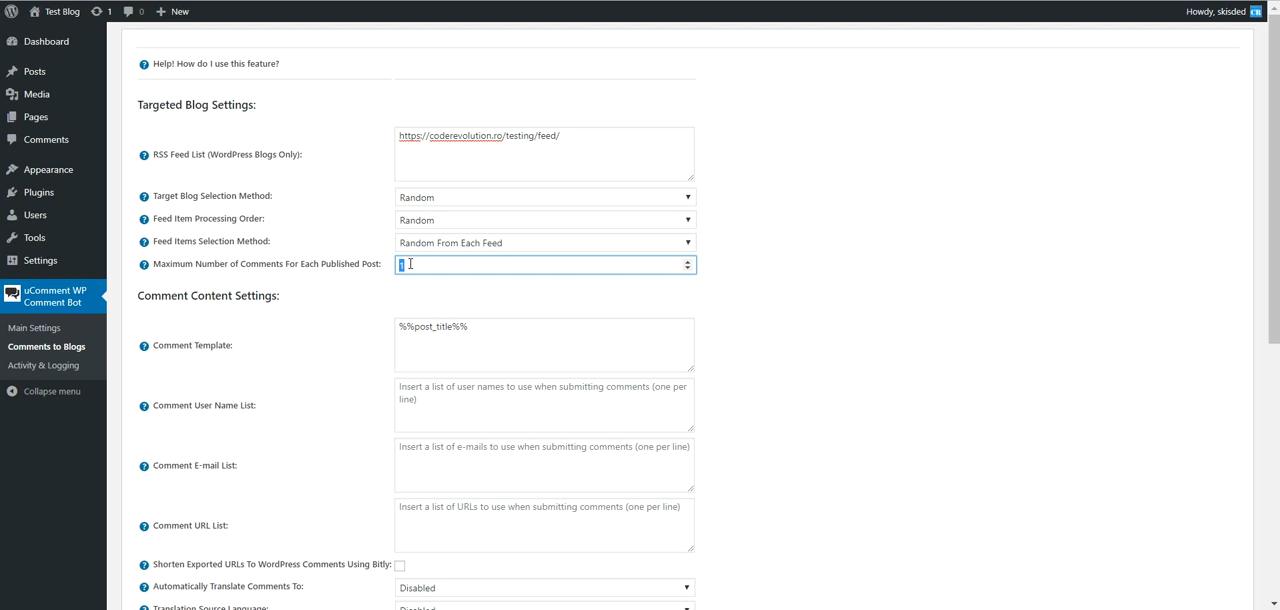 Test Blog
1
0
New
Howdy, skisded
CR
Dashboard
Posts
Media
Pages
Comments
Appearance
Plugins
Users
Tools
Settings
uComment WP
Comment Bot
Main Settings
Comments to Blogs
Activity & Logging
Collapse menu
Help! How do I use this feature?
Targeted Blog Settings:
RSS Feed List (WordPress Blogs Only):
https://coderevolution.ro/testing/feed/
Target Blog Selection Method:
Random
Feed Item Processing Order:
Random
Feed Items Selection Method:
Random From Each Feed
Maximum Number of Comments For Each Published Post:
1
Comment Content Settings:
Comment Template:
%%post_title%%
Comment User Name List:
Insert a list of user names to use when submitting comments (one per
line)
Comment E-mail List:
Insert a list of e-mails to use when submitting comments (one per line)
Comment URL List:
Insert a list of URLs to use when submitting comments (one per line)
Shorten Exported URLs To WordPress Comments Using Bitly:
Automatically Translate Comments To:
Disabled
Translation Source Language:
Disabled